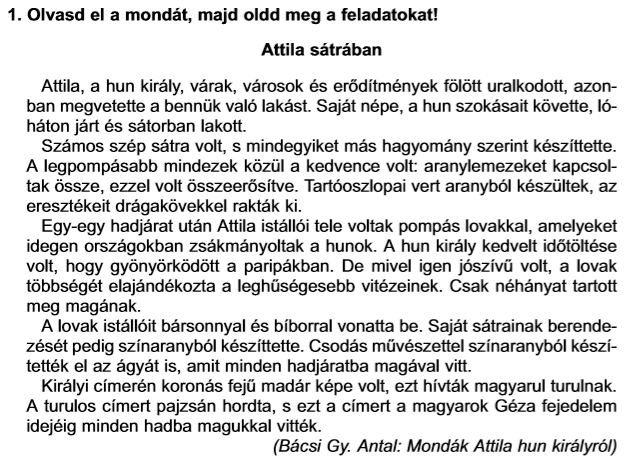 1. Olvasd el a mondát, majd oldd meg a feladatokat!
Attila sátrában
Attila, a hun király, várak, városok és erődítmények fölött uralkodott, azon-
ban megvetette a bennük való lakást. Saját népe, a hun szokásait követte, ló-
háton járt és sátorban lakott.
Számos szép sátra volt, s mindegyiket más hagyomány szerint készíttette.
A legpompásabb mindezek közül a kedvence volt: aranylemezeket kapcsol-
tak össze, ezzel volt összeerősítve. Tartóoszlopai vert aranyból készültek, az
eresztékeit drágakövekkel rakták ki.
Egy-egy hadjárat után Attila istállói tele voltak pompás lovakkal, amelyeket
idegen országokban zsákmányoltak a hunok. A hun király kedvelt időtöltése
volt, hogy gyönyörködött a paripákban. De mivel igen jószívű volt, a lovak
többségét elajándékozta a leghűségesebb vitézeinek. Csak néhányat tartott
meg magának.
A lovak istállóit bársonnyal és bíborral vonatta be. Saját sátrainak berende-
zését pedig színaranyból készíttette. Csodás művészettel színaranyból készí-
tették el az ágyát is, amit minden hadjáratba magával vitt.
Királyi címerén koronás fejű madár képe volt, ezt hívták magyarul turulnak.
A turulos címert pajzsán hordta, s ezt a címert a magyarok Géza fejedelem
idejéig minden hadba magukkal vitték.
(Bácsi Gy. Antal: Mondák Attila hun királyról)